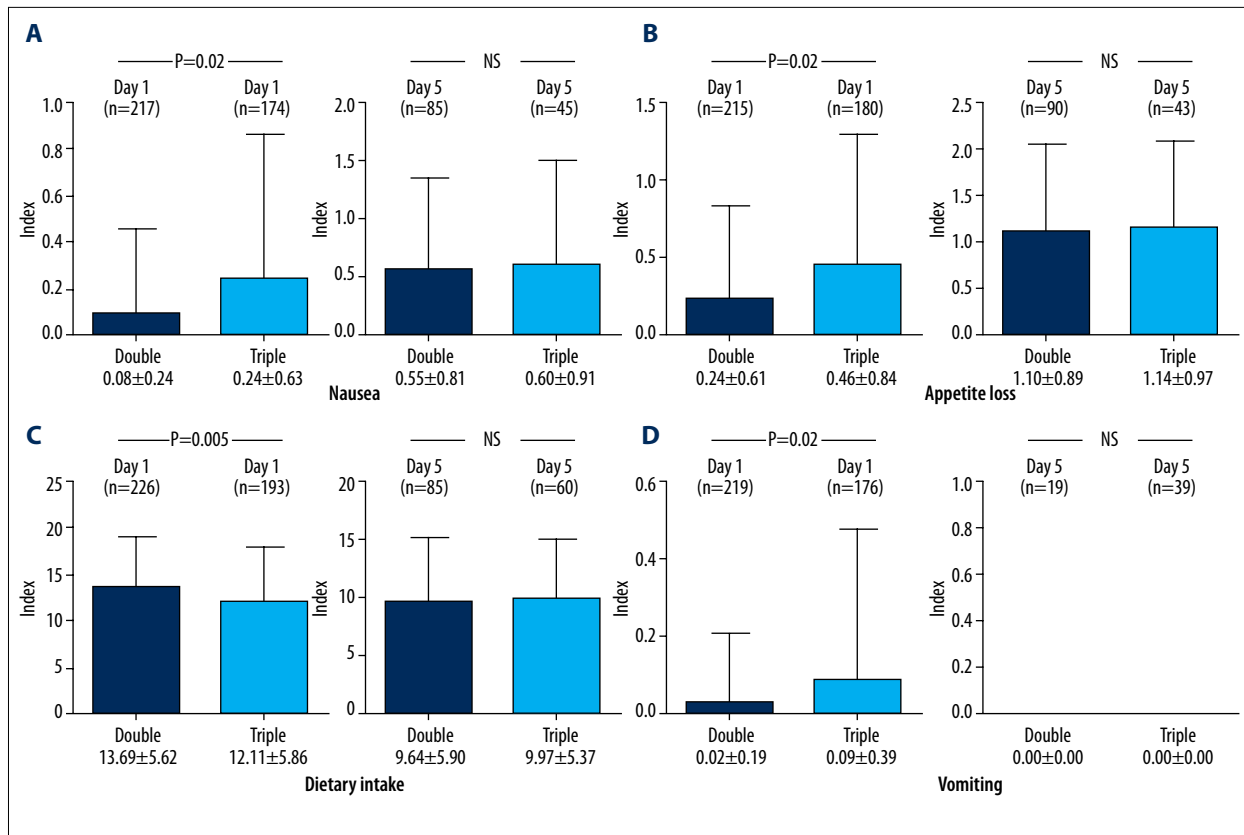 A
P=0.02
NS
Day 1
(n=217)
Day 1
(n=174)
Day 5
(n=85)
Day 5
(n=45)
1.0
0.8
0.6
0.4
0.2
0.0
Index
2.0
1.5
1.0
0.5
0.0
Index
Double
0.08±0.24
Triple
0.24±0.63
Double
0.55±0.81
Triple
0.60±0.91
Nausea
B
P=0.02
NS
Day 1
(n=215)
Day 1
(n=180)
Day 5
(n=90)
Day 5
(n=43)
1.5
1.0
0.5
0.0
Index
2.5
2.0
1.5
1.0
0.5
0.0
Index
Double
0.24±0.61
Triple
0.46±0.84
Double
1.10±0.89
Triple
1.14±0.97
Appetite loss
C
P=0.005
NS
Day 1
(n=226)
Day 1
(n=193)
Day 5
(n=85)
Day 5
(n=60)
25
20
15
10
5
0
Index
20
15
10
5
0
Index
Double
13.69±5.62
Triple
12.11±5.86
Double
9.64±5.90
Triple
9.97±5.37
Dietary intake
D
P=0.02
NS
Day 1
(n=219)
Day 1
(n=176)
Day 5
(n=19)
Day 5
(n=39)
0.6
0.4
0.2
0.0
Index
1.0
0.8
0.6
0.4
0.2
0.0
Index
Double
0.02±0.19
Triple
0.09±0.39
Double
0.00±0.00
Triple
0.00±0.00
Vomiting